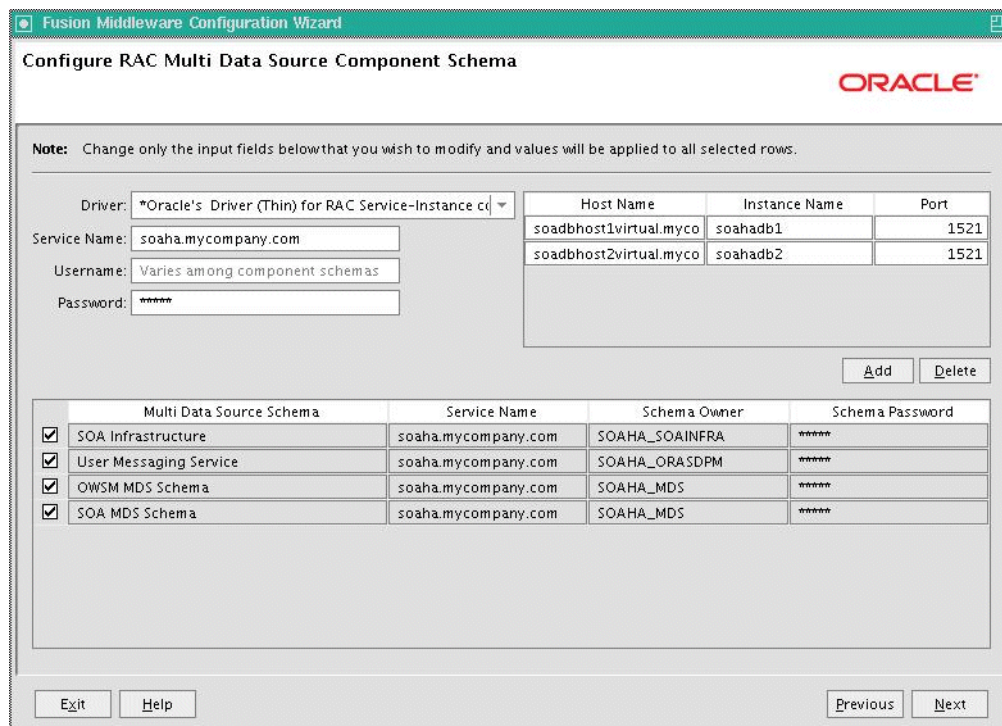 Fusion Middleware Configuration Wizard
Configure RAC Multi Data Source Component Schema
ORACLE
Note: Change only the input fields below that you wish to modify and values will be applied to all selected rows.
Driver: *Oracle's Driver (Thin) for RAC Service-Instance co
Service Name: soaha.mycompany.com
Username: Varies among component schemas
Password: *****
Host Name Instance Name Port
soadbhost1virtual.myco soahadb1 1521
soadbhost2virtual.myco soahadb2 1521
Add Delete
Multi Data Source Schema Service Name Schema Owner Schema Password
SOA Infrastructure soaha.mycompany.com SOAHA_SOAINFRA *****
User Messaging Service soaha.mycompany.com SOAHA_ORASDPM *****
OWSM MDS Schema soaha.mycompany.com SOAHA_MDS *****
SOA MDS Schema soaha.mycompany.com SOAHA_MDS *****
Exit Help Previous Next